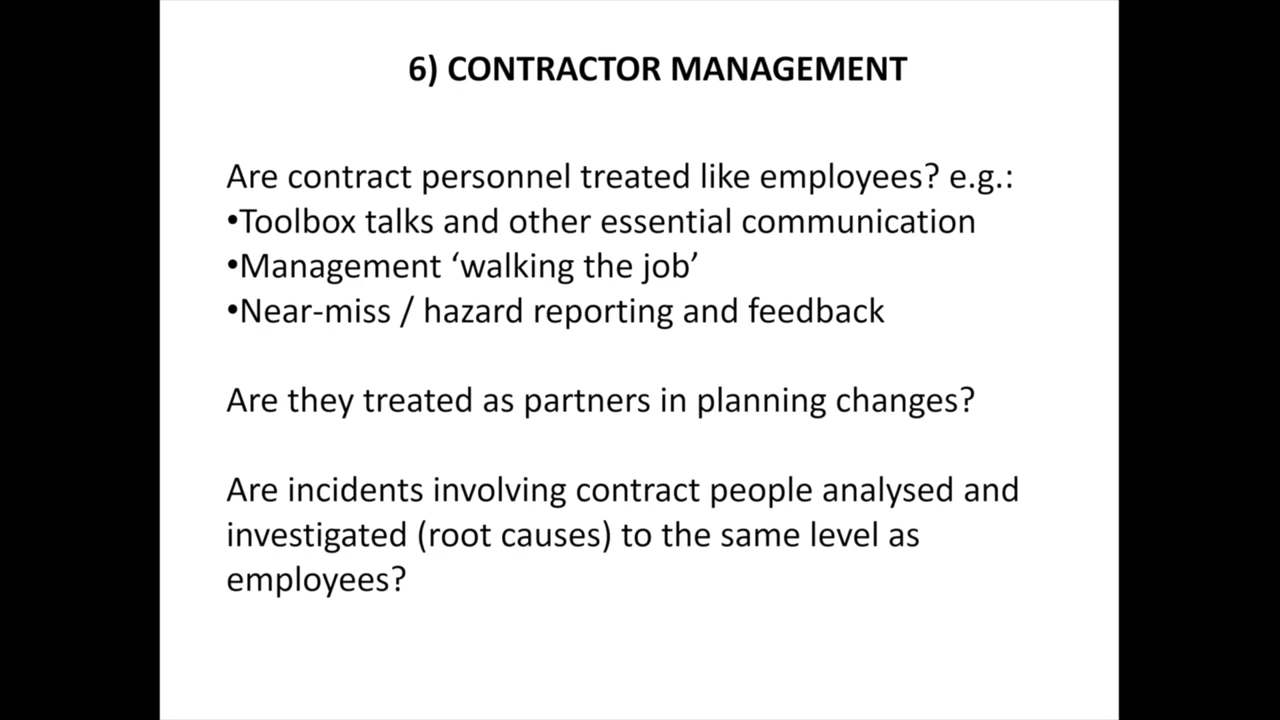 6) CONTRACTOR MANAGEMENT
Are contract personnel treated like employees? e.g.:
•Toolbox talks and other essential communication
•Management ‘walking the job’
•Near-miss / hazard reporting and feedback
Are they treated as partners in planning changes?
Are incidents involving contract people analysed and
investigated (root causes) to the same level as
employees?